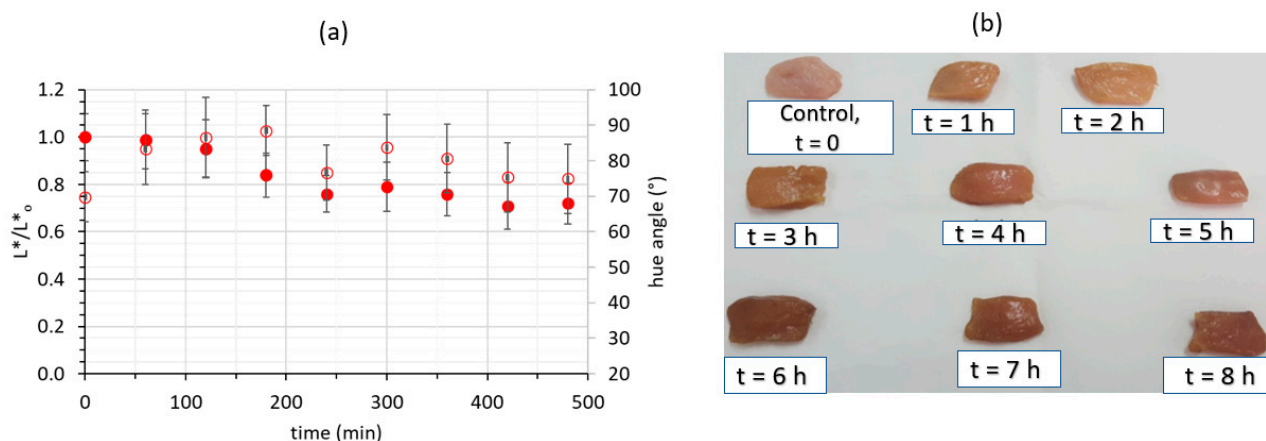 (a)
1.2
1.0
0.8
0.6
0.4
0.2
0.0
L*/L*o
0
100
200
300
400
500
time (min)
100
90
80
70
60
50
40
30
20
hue angle (°)
(b)
Control,
t = 0
t = 1 h
t = 2 h
t = 3 h
t = 4 h
t = 5 h
t = 6 h
t = 7 h
t = 8 h